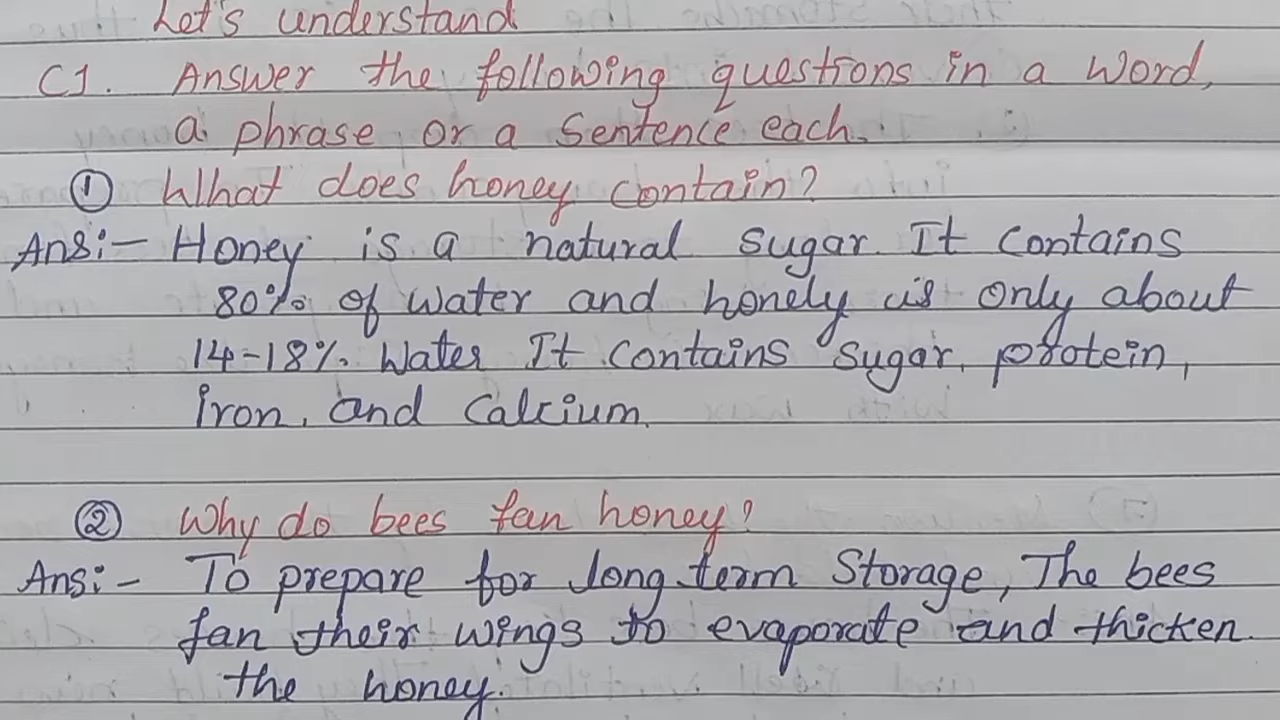 Let's understand
C1. Answer the following questions in a word,
a phrase or a sentence each.
① What does honey contain?
Ans:- Honey is a natural sugar. It contains
80% of water and honely is only about
14-18% water It contains sugar, protein,
iron, and calcium.
② Why do bees fan honey?
Ans:- To prepare for long term storage, The bees
fan their wings to evaporate and thicken
the honey.